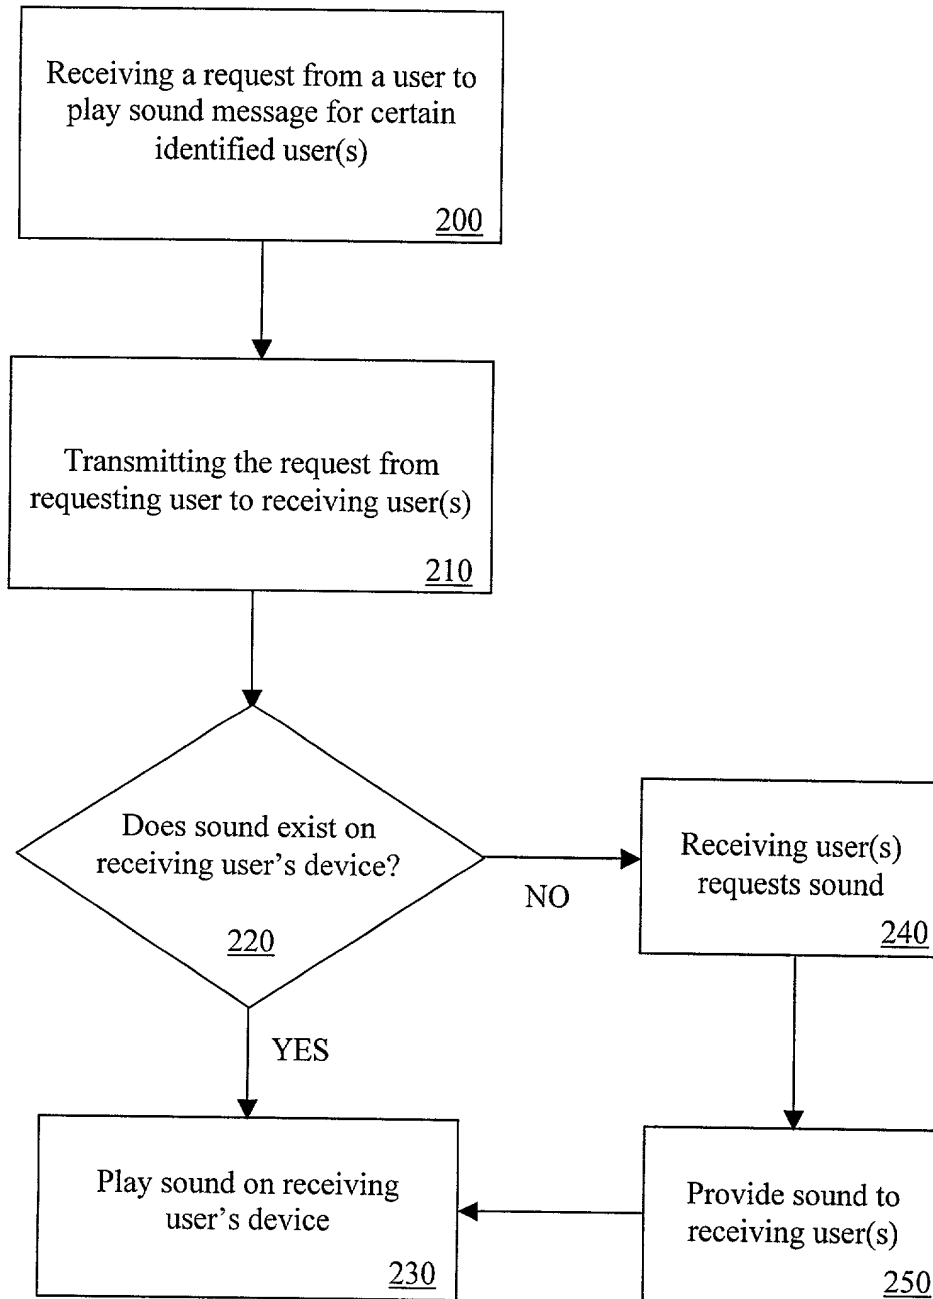 Receiving a request from a user to
play sound message for certain
identified user(s)
200
Transmitting the request from
requesting user to receiving user(s)
210
Does sound exist on
receiving user's device?
220
NO
Receiving user(s)
requests sound
240
YES
Play sound on receiving
user's device
230
Provide sound to
receiving user(s)
250